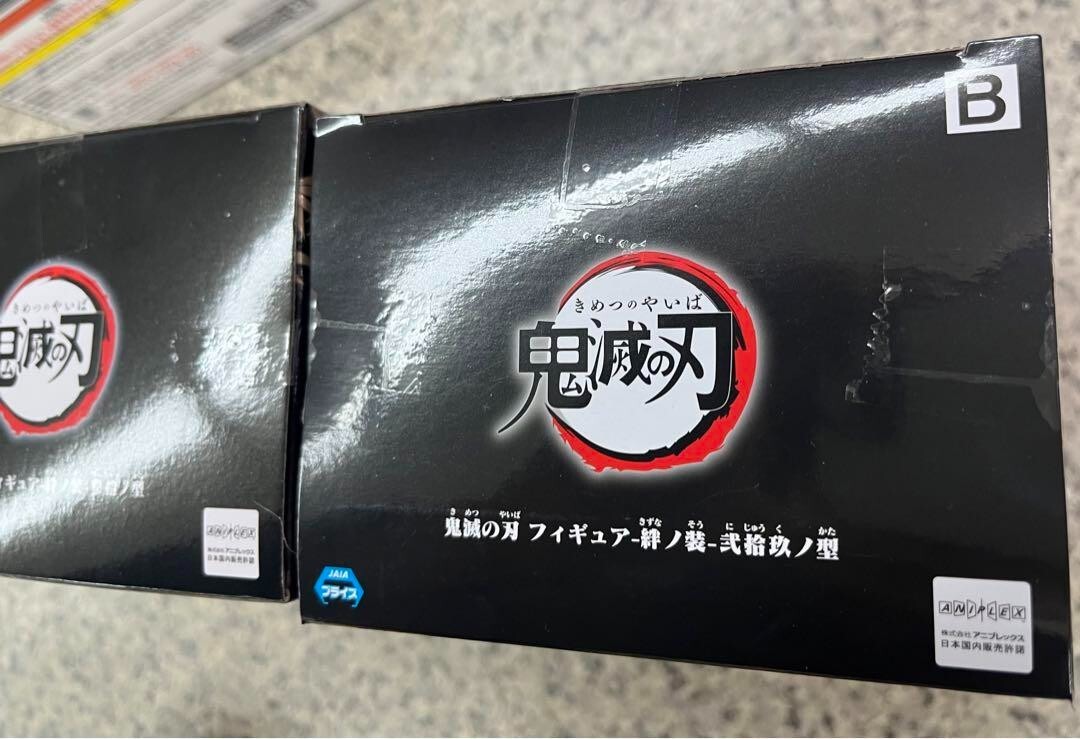 B
きめつのやいば
鬼滅の刃
きめつ やいば きずな そう に じゅう く かた
鬼滅の刃 フィギュア-絆ノ装-弐拾玖ノ型
JAIA
プライズ
ANIPLEX
株式会社アニプレックス
日本国内販売許諾
きめつのやいば
鬼滅の刃
ANIPLEX
株式会社アニプレックス
日本国内販売許諾